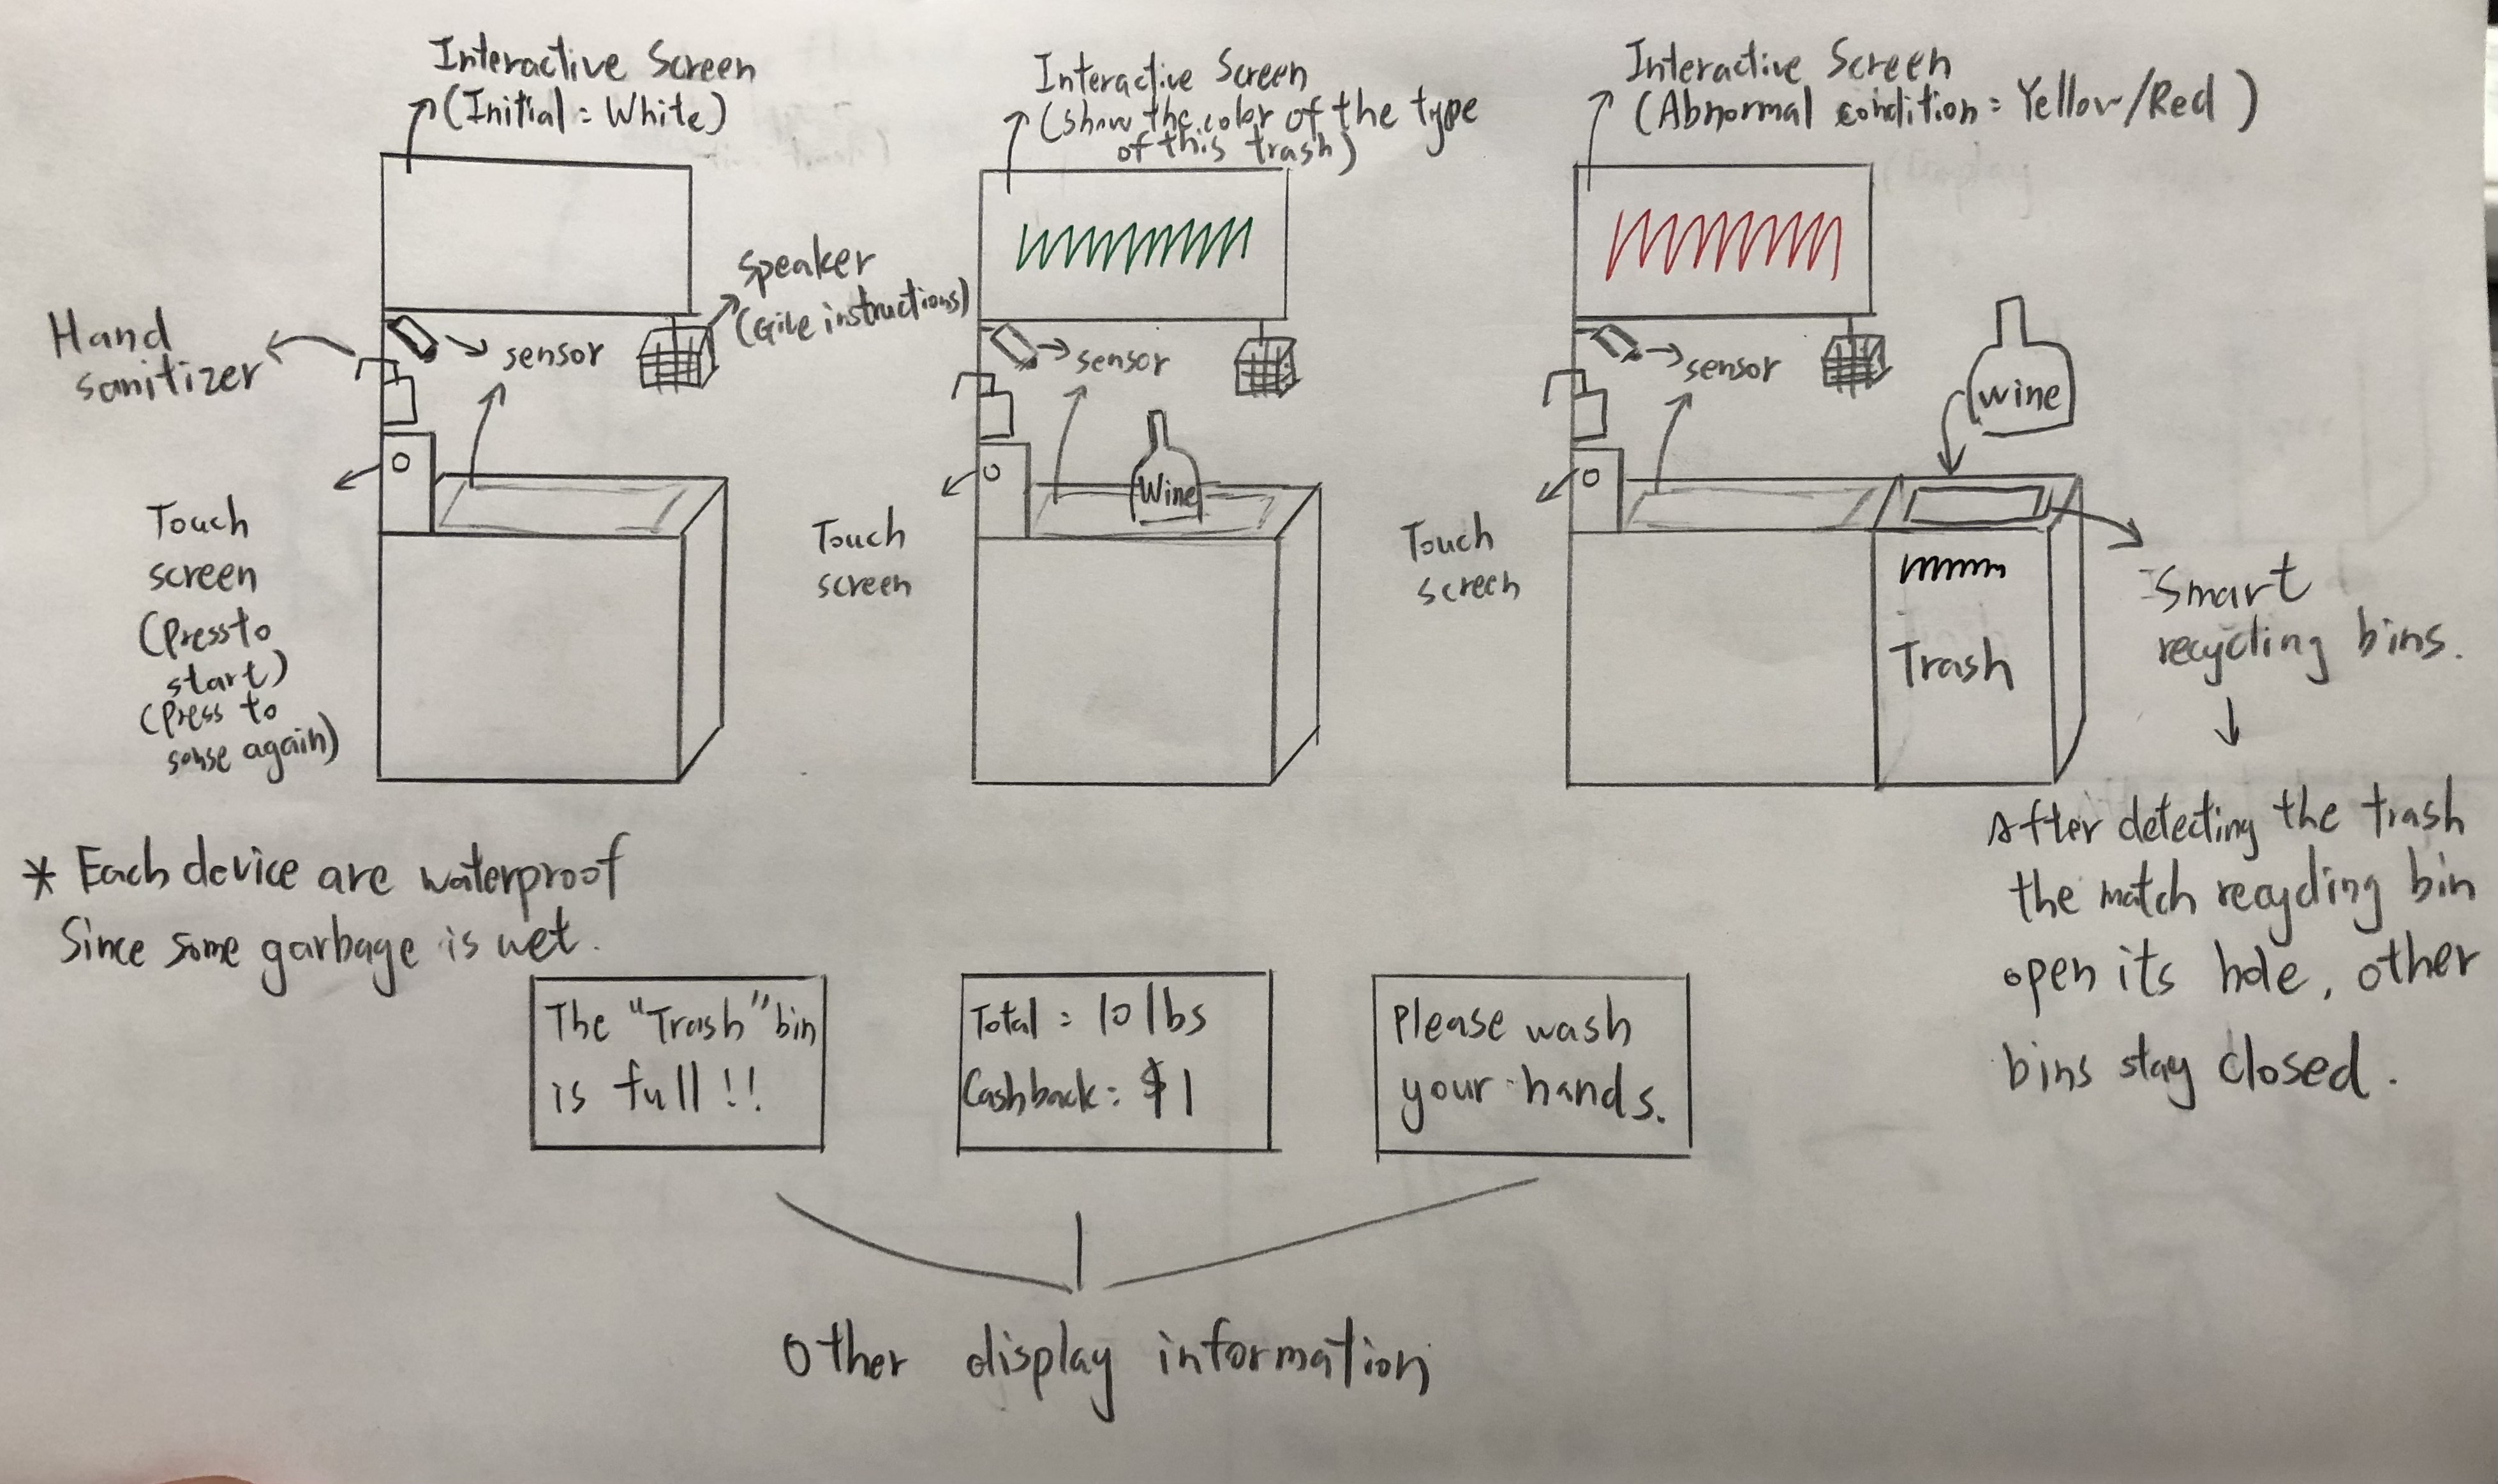 Interactive Screen
(Initial = White)
Hand
sanitizer
sensor
Speaker
(Give instructions)
Touch
screen
(Press to
start)
(Press to
sense again)
Interactive Screen
(show the color of the type
of this trash)
sensor
Wine
Touch
screen
Interactive Screen
(Abnormal condition = Yellow/Red)
sensor
Wine
Touch
screen
Trash
Smart
recycling bins.
After detecting the trash
the match recycling bin
open its hole, other
bins stay closed.
* Each device are waterproof
Since some garbage is wet.
The "Trash" bin
is full!!
Total = 10 lbs
Cashback: $1
Please wash
your hands.
Other display information